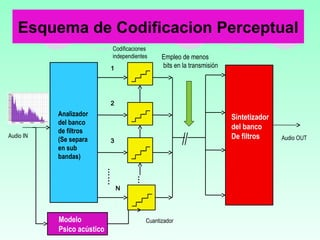 Esquema de Codificacion Perceptual
Codificaciones
independientes
Empleo de menos
bits en la transmisión
1
2
3
N
Analizador
del banco
de filtros
(Se separa
en sub
bandas)
Audio IN
Sintetizador
del banco
De filtros
Audio OUT
Modelo
Psico acústico
Cuantizador